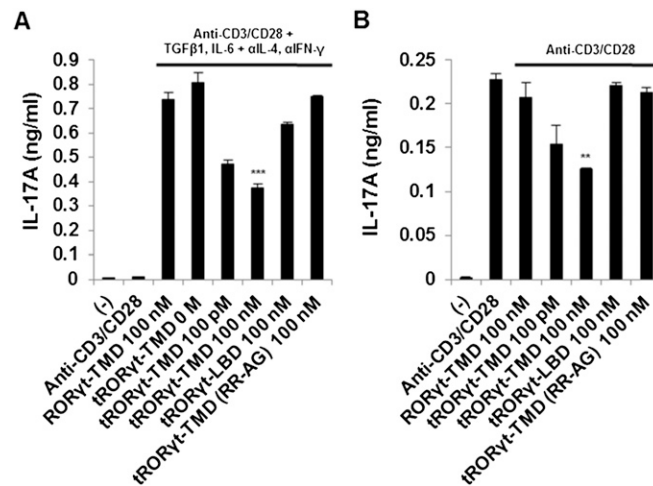 A
Anti-CD3/CD28 +
TGFβ1, IL-6 + αIL-4, αIFN-γ
IL-17A (ng/ml)
0.9
0.8
0.7
0.6
0.5
0.4
0.3
0.2
0.1
0
***
(-)
Anti-CD3/CD28
RORγt-TMD 100 nM
tRORγt-TMD 0 M
tRORγt-TMD 100 pM
tRORγt-TMD 100 nM
tRORγt-LBD 100 nM
tRORγt-TMD (RR-AG) 100 nM
B
Anti-CD3/CD28
IL-17A (ng/ml)
0.25
0.2
0.15
0.1
0.05
0
**
(-)
Anti-CD3/CD28
RORγt-TMD 100 nM
tRORγt-TMD 100 pM
tRORγt-TMD 100 nM
tRORγt-LBD 100 nM
tRORγt-TMD (RR-AG) 100 nM